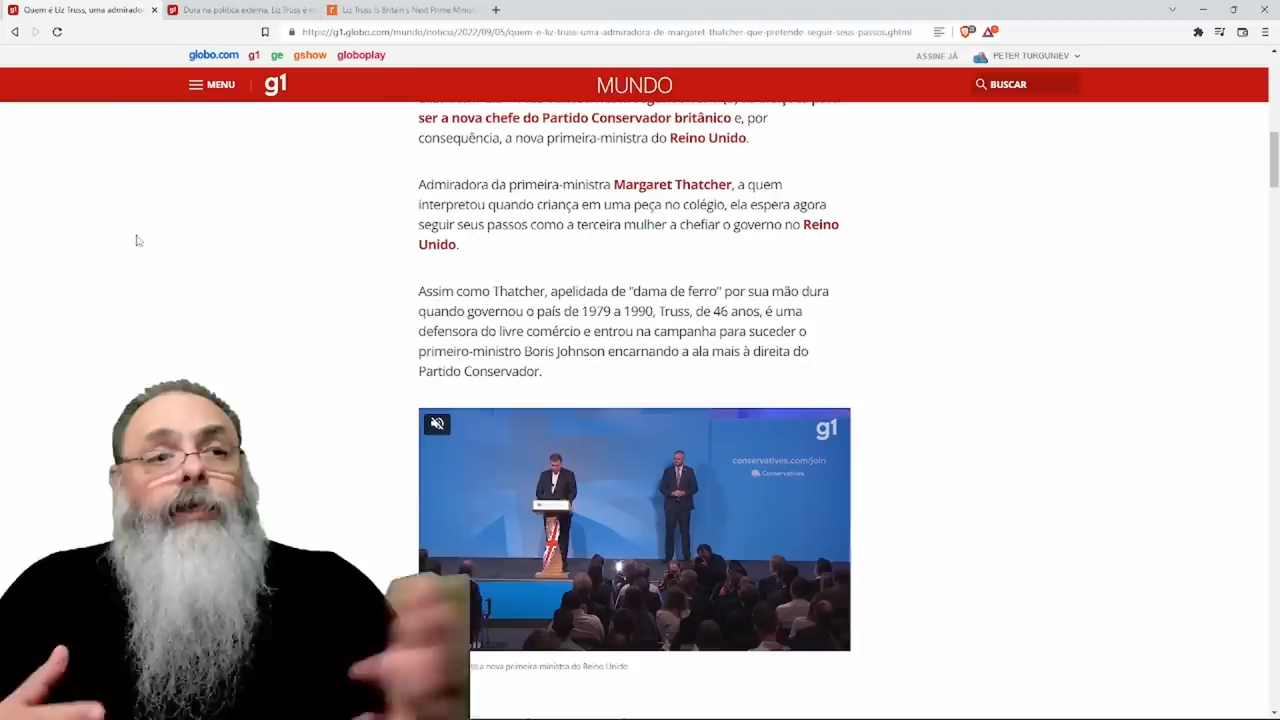 Quem é Liz Truss, uma admirador
Dura na política externa, Liz Truss é m
Liz Truss Is Britain's Next Prime Minis
https://g1.globo.com/mundo/noticia/2022/09/05/quem-e-liz-truss-uma-admiradora-de-margaret-thatcher-que-pretende-seguir-seus-passos.ghtml
globo.com g1 ge gshow globoplay
ASSINE JÁ PETER TURGUNIEV
MENU g1 MUNDO BUSCAR
ser a nova chefe do Partido Conservador britânico e, por
consequência, a nova primeira-ministra do Reino Unido.
Admiradora da primeira-ministra Margaret Thatcher, a quem
interpretou quando criança em uma peça no colégio, ela espera agora
seguir seus passos como a terceira mulher a chefiar o governo no Reino
Unido.
Assim como Thatcher, apelidada de "dama de ferro" por sua mão dura
quando governou o país de 1979 a 1990, Truss, de 46 anos, é uma
defensora do livre comércio e entrou na campanha para suceder o
primeiro-ministro Boris Johnson encarnando a ala mais à direita do
Partido Conservador.
g1
conservatives.com/join
Conservatives
a nova primeira-ministra do Reino Unido